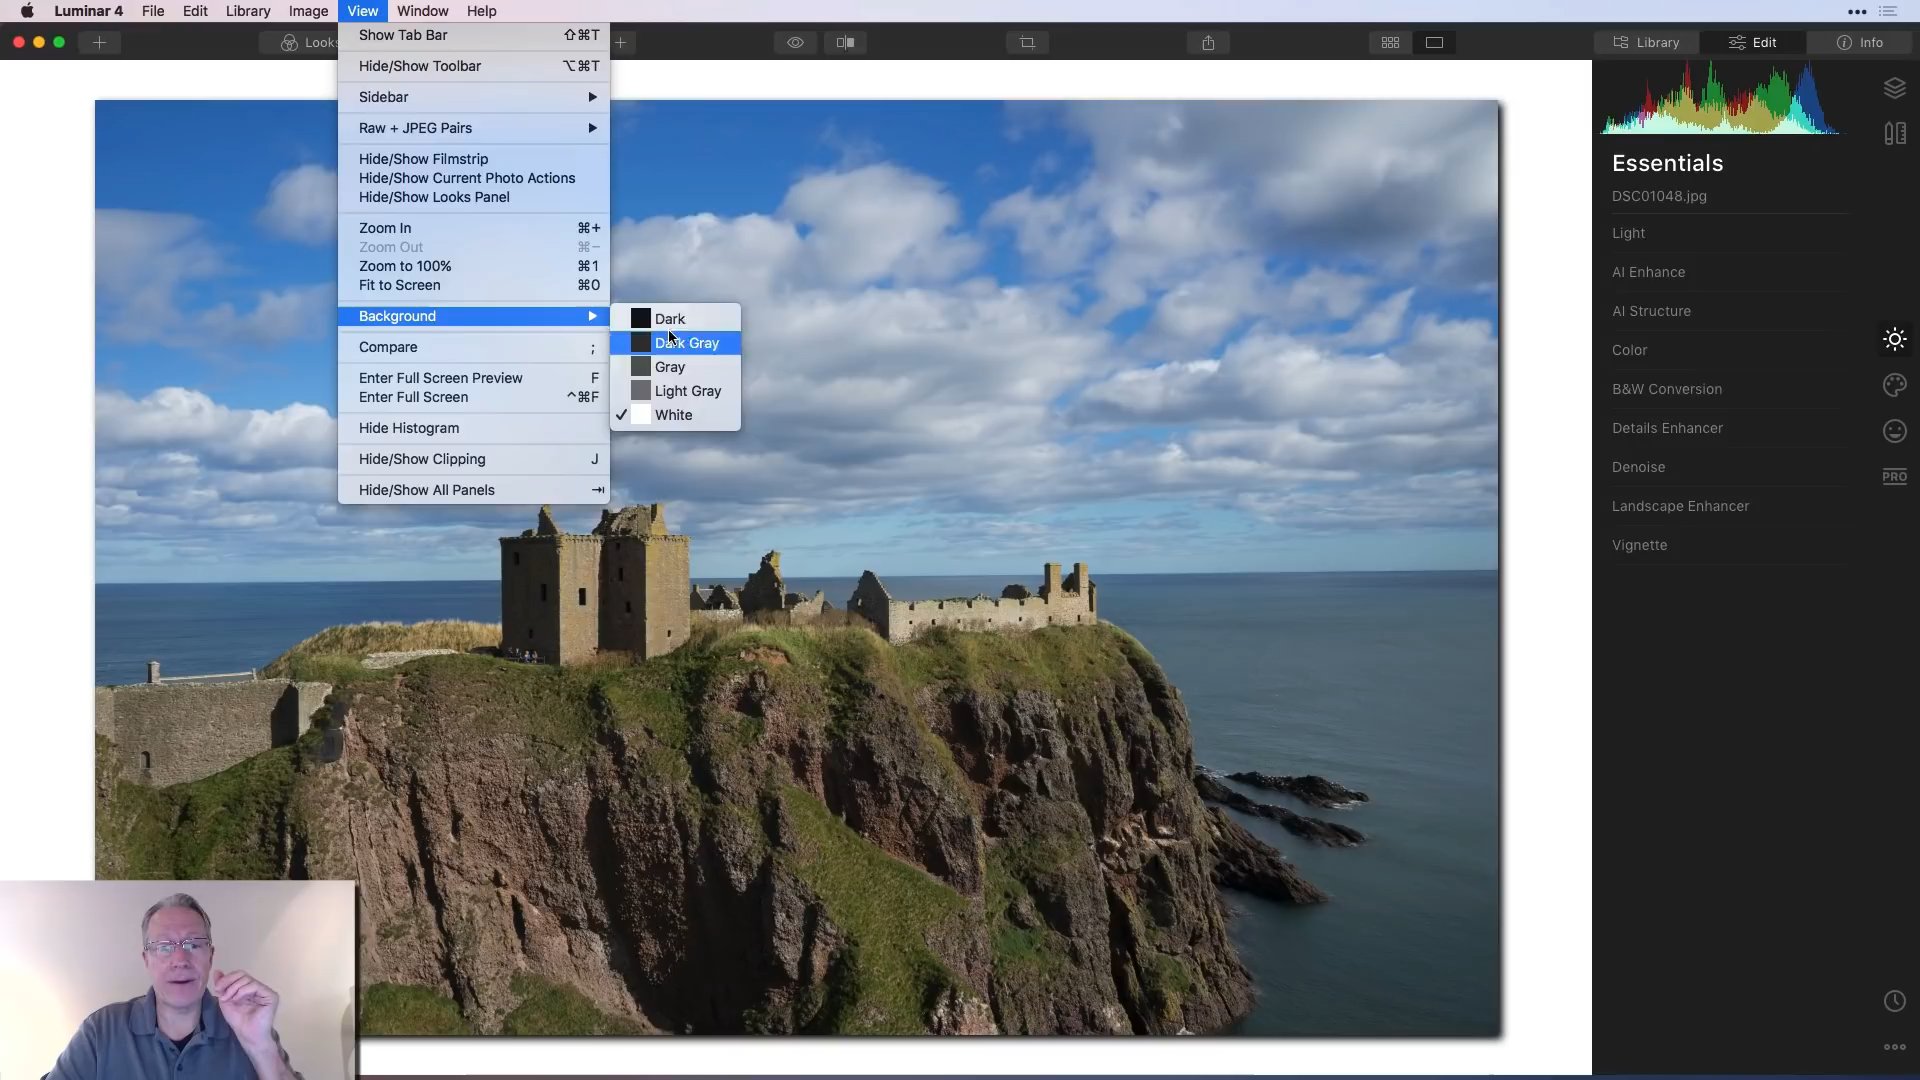 Luminar 4 File Edit Library Image View Window Help
Looks
Library Edit Info
Show Tab Bar ⇧⌘T
Hide/Show Toolbar ⌥⌘T
Sidebar
Raw + JPEG Pairs
Hide/Show Filmstrip
Hide/Show Current Photo Actions
Hide/Show Looks Panel
Zoom In ⌘+
Zoom Out ⌘−
Zoom to 100% ⌘1
Fit to Screen ⌘0
Background
Compare ;
Enter Full Screen Preview F
Enter Full Screen ^⌘F
Hide Histogram
Hide/Show Clipping J
Hide/Show All Panels ⇥
Dark
Dark Gray
Gray
Light Gray
✓ White
Essentials
DSC01048.jpg
Light
AI Enhance
AI Structure
Color
B&W Conversion
Details Enhancer
Denoise
Landscape Enhancer
Vignette
PRO